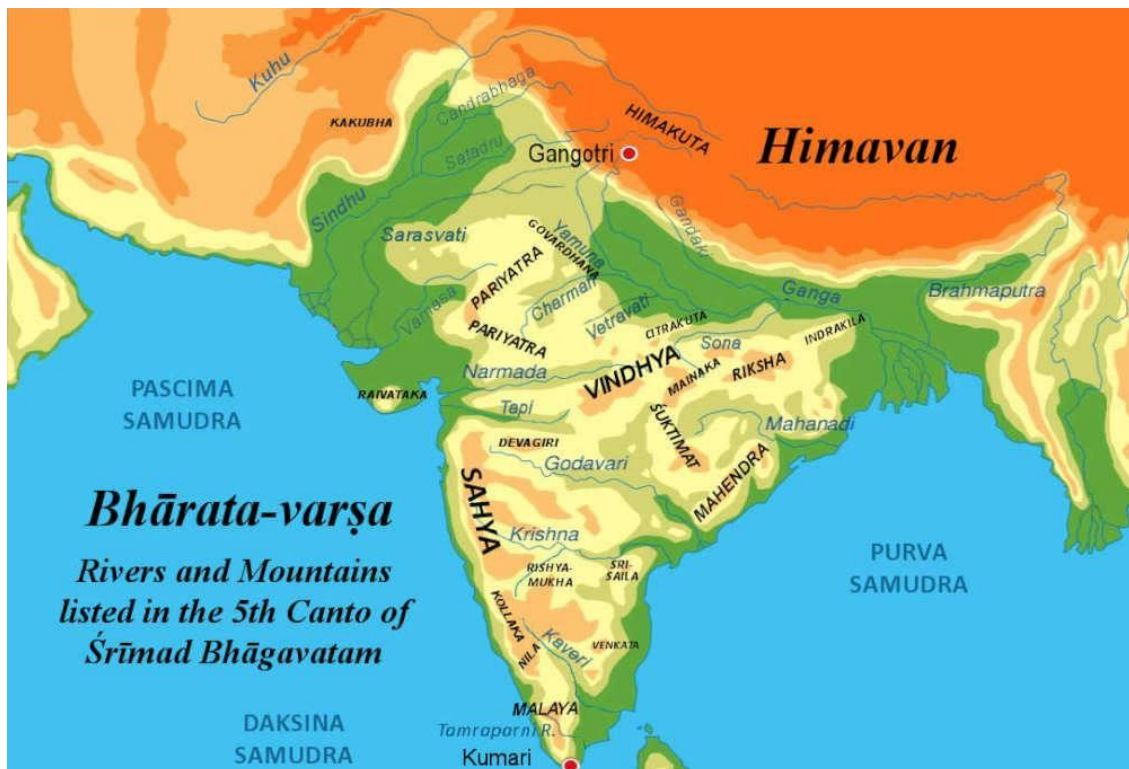 Kuhu
KAKUBHA
Candrabhaga
Satadru
Gangotri
HIMAKUTA
Himavan
Sindhu
Sarasvati
GOVARDHANA
Yamuna
Gandaki
PARIYATRA
Charman
Vamasa
PARIYATRA
Vetravati
CITRAKUTA
Ganga
Brahmaputra
INDRAKILA
Sona
Narmada
VINDHYA
MAINAKA
RIKSHA
PASCIMA
SAMUDRA
RAIVATAKA
Tapi
ŚUKTIMAT
Mahanadi
DEVAGIRI
Godavari
MAHENDRA
SAHYA
Bhārata-varṣa
Rivers and Mountains
listed in the 5th Canto of
Śrīmad Bhāgavatam
Krishna
RISHYA-
MUKHA
SRI-
SAILA
PURVA
SAMUDRA
KOLLAKA
NILA
Kaveri
VENKATA
MALAYA
Tamraparni R.
DAKSINA
SAMUDRA
Kumari